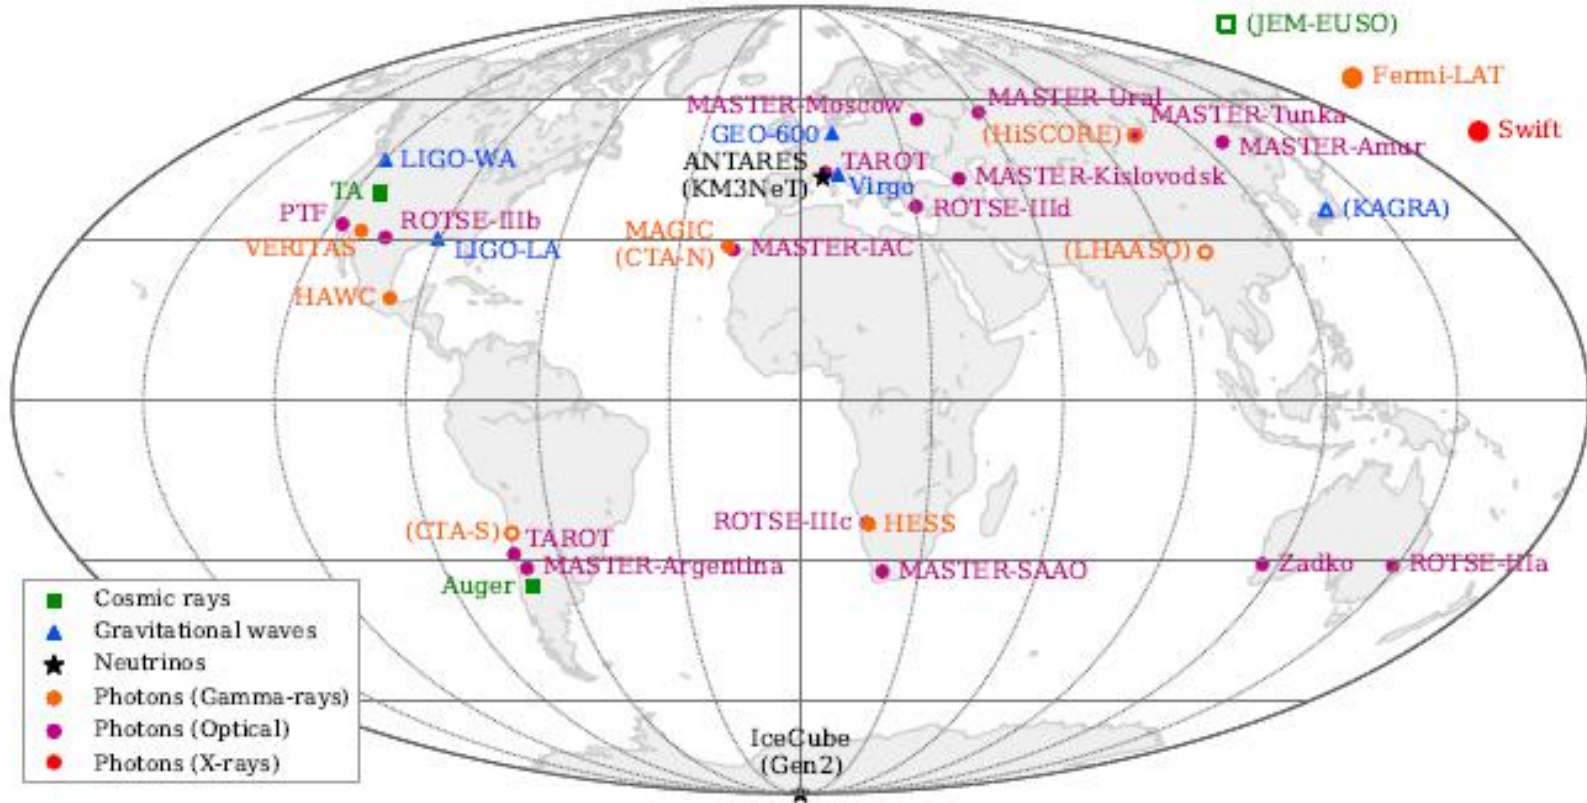 (JEM-EUSO)
Fermi-LAT
Swift
MASTER-Moscow
MASTER-Ural
MASTER-Tunka
GEO-600
(HiSCORE)
MASTER-Amur
LIGO-WA
ANTARES
(KM3NeT)
TAROT
Virgo
MASTER-Kislovodsk
TA
PTF
ROTSE-IIIb
ROTSE-IIId
(KAGRA)
VERITAS
LIGO-LA
MAGIC
(CTA-N)
MASTER-IAC
(LHAASO)
HAWC
(CTA-S)
TAROT
ROTSE-IIIc
HESS
MASTER-Argentina
MASTER-SAAO
Zadko
ROTSE-IIIa
Auger
Cosmic rays
Gravitational waves
Neutrinos
Photons (Gamma-rays)
Photons (Optical)
Photons (X-rays)
IceCube
(Gen2)